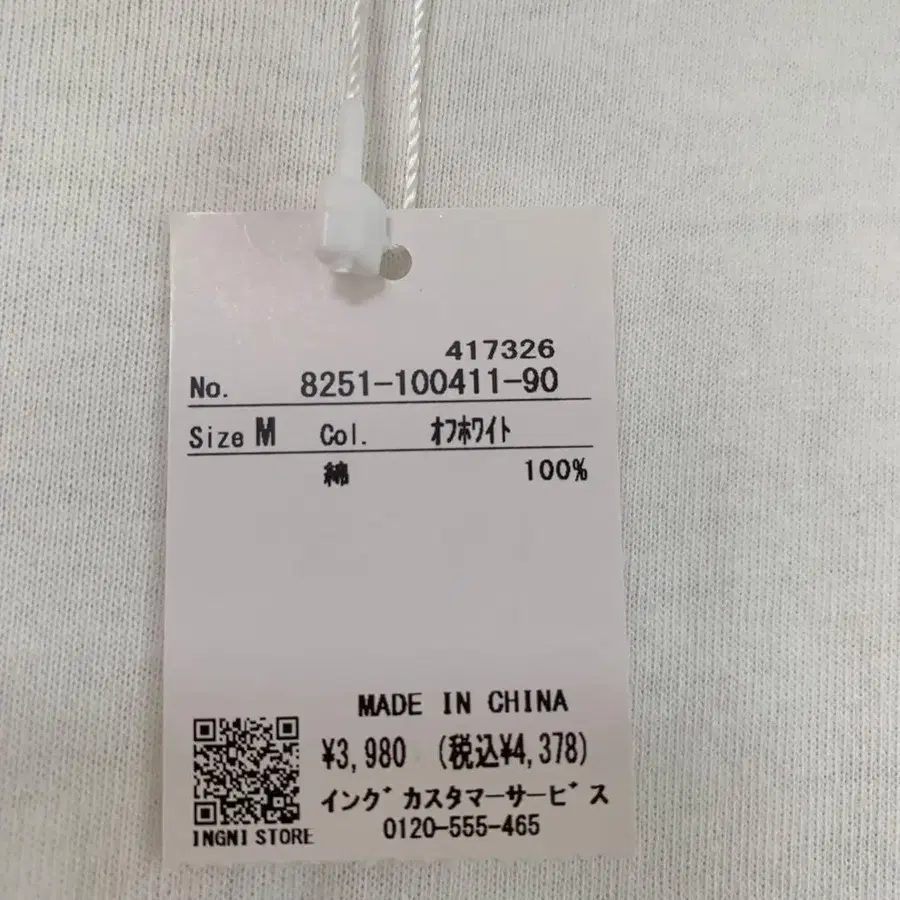 417326
No. 8251-100411-90
Size M Col. ｵﾌﾎﾜｲﾄ
綿 100%
MADE IN CHINA
¥3,980 (税込¥4,378)
イング゙カスタマーサービス
0120-555-465
INGNI STORE